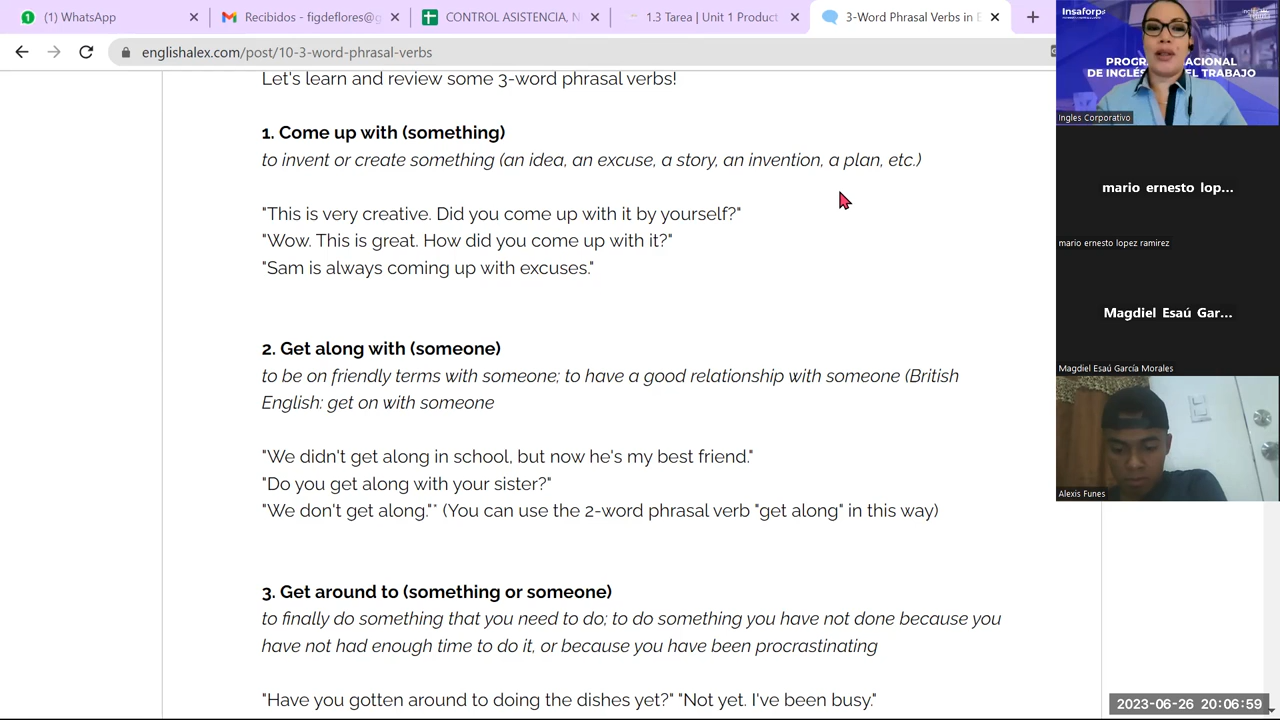 (1) WhatsApp
Recibidos - figdeflores@
CONTROL ASISTEN
1.3 Tarea | Unit 1 Product
3-Word Phrasal Verbs in E
englishalex.com/post/10-3-word-phrasal-verbs
Let's learn and review some 3-word phrasal verbs!
1. Come up with (something)
to invent or create something (an idea, an excuse, a story, an invention, a plan, etc.)
"This is very creative. Did you come up with it by yourself?"
"Wow. This is great. How did you come up with it?"
"Sam is always coming up with excuses."
2. Get along with (someone)
to be on friendly terms with someone; to have a good relationship with someone (British
English: get on with someone
"We didn't get along in school, but now he's my best friend."
"Do you get along with your sister?"
"We don't get along."* (You can use the 2-word phrasal verb "get along" in this way)
3. Get around to (something or someone)
to finally do something that you need to do; to do something you have not done because you
have not had enough time to do it, or because you have been procrastinating
"Have you gotten around to doing the dishes yet?" "Not yet. I've been busy."
Insaforp
PROGR ACIONAL
DE INGLÉS EL TRABAJO
Ingles Corporativo
mario ernesto lop...
mario ernesto lopez ramirez
Magdiel Esaú Gar...
Magdiel Esaú García Morales
Alexis Funes
2023-06-26 20:06:59